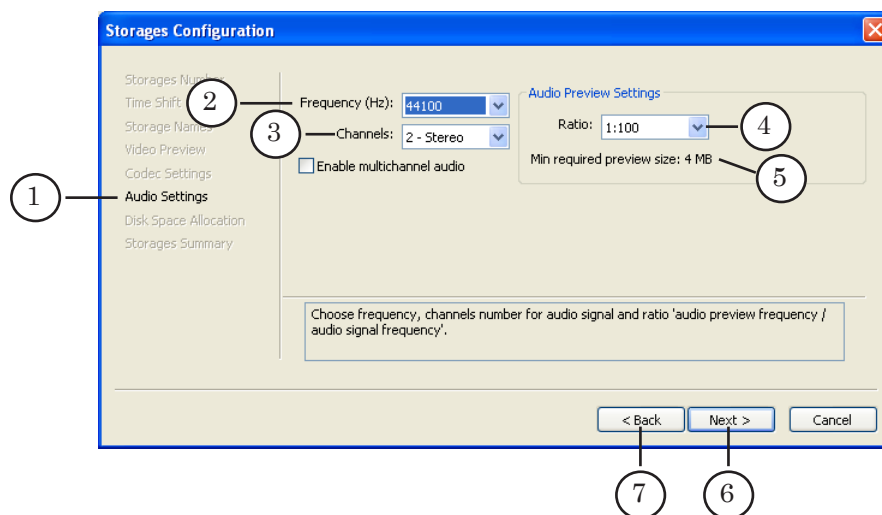 Storages Configuration
Storages Number
Time Shift
Storage Names
Video Preview
Codec Settings
Audio Settings
Disk Space Allocation
Storages Summary
1
2
Frequency (Hz): 44100
3
Channels: 2 - Stereo
Enable multichannel audio
Audio Preview Settings
Ratio: 1:100
4
Min required preview size: 4 MB
5
Choose frequency, channels number for audio signal and ratio 'audio preview frequency /
audio signal frequency'.
< Back Next > Cancel
7 6